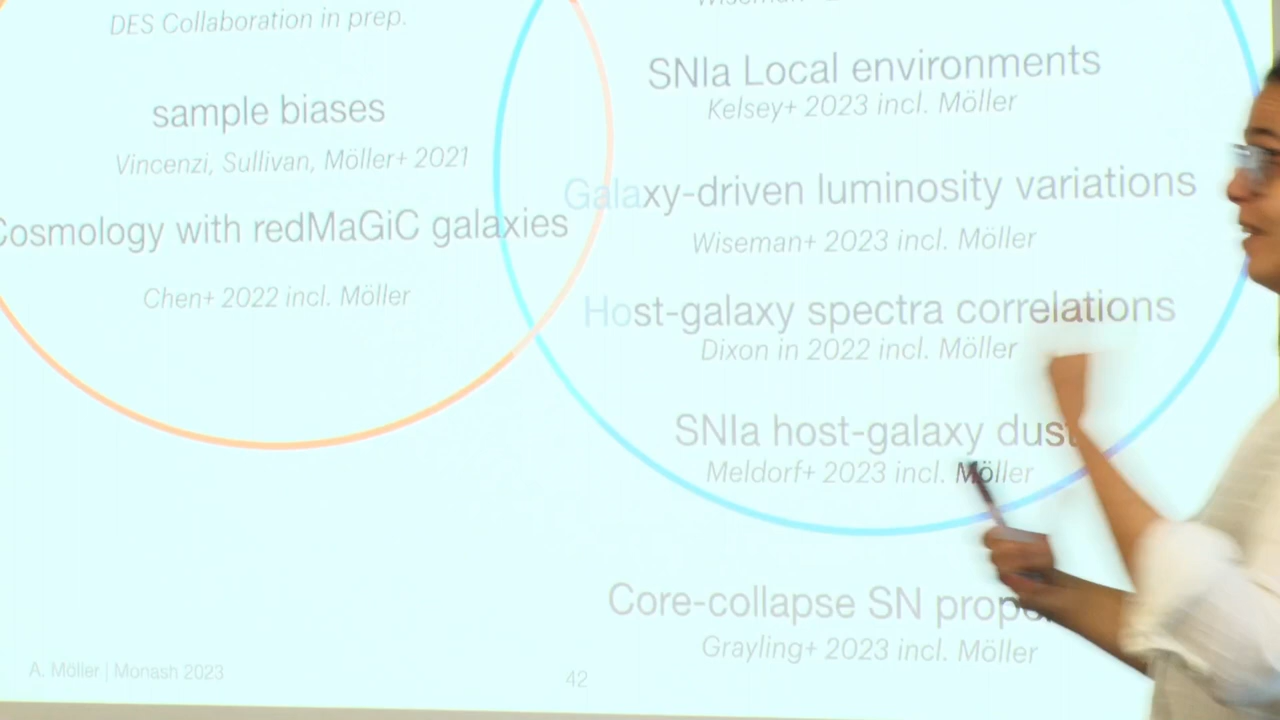 DES Collaboration in prep.
sample biases
Vincenzi, Sullivan, Möller+ 2021
Cosmology with redMaGiC galaxies
Chen+ 2022 incl. Möller
SNIa Local environments
Kelsey+ 2023 incl. Möller
Galaxy-driven luminosity variations
Wiseman+ 2023 incl. Möller
Host-galaxy spectra correlations
Dixon in 2022 incl. Möller
SNIa host-galaxy dust
Meldorf+ 2023 incl. Möller
Core-collapse SN
Grayling+ 2023 incl. Möller
A. Möller | Monash 2023
42